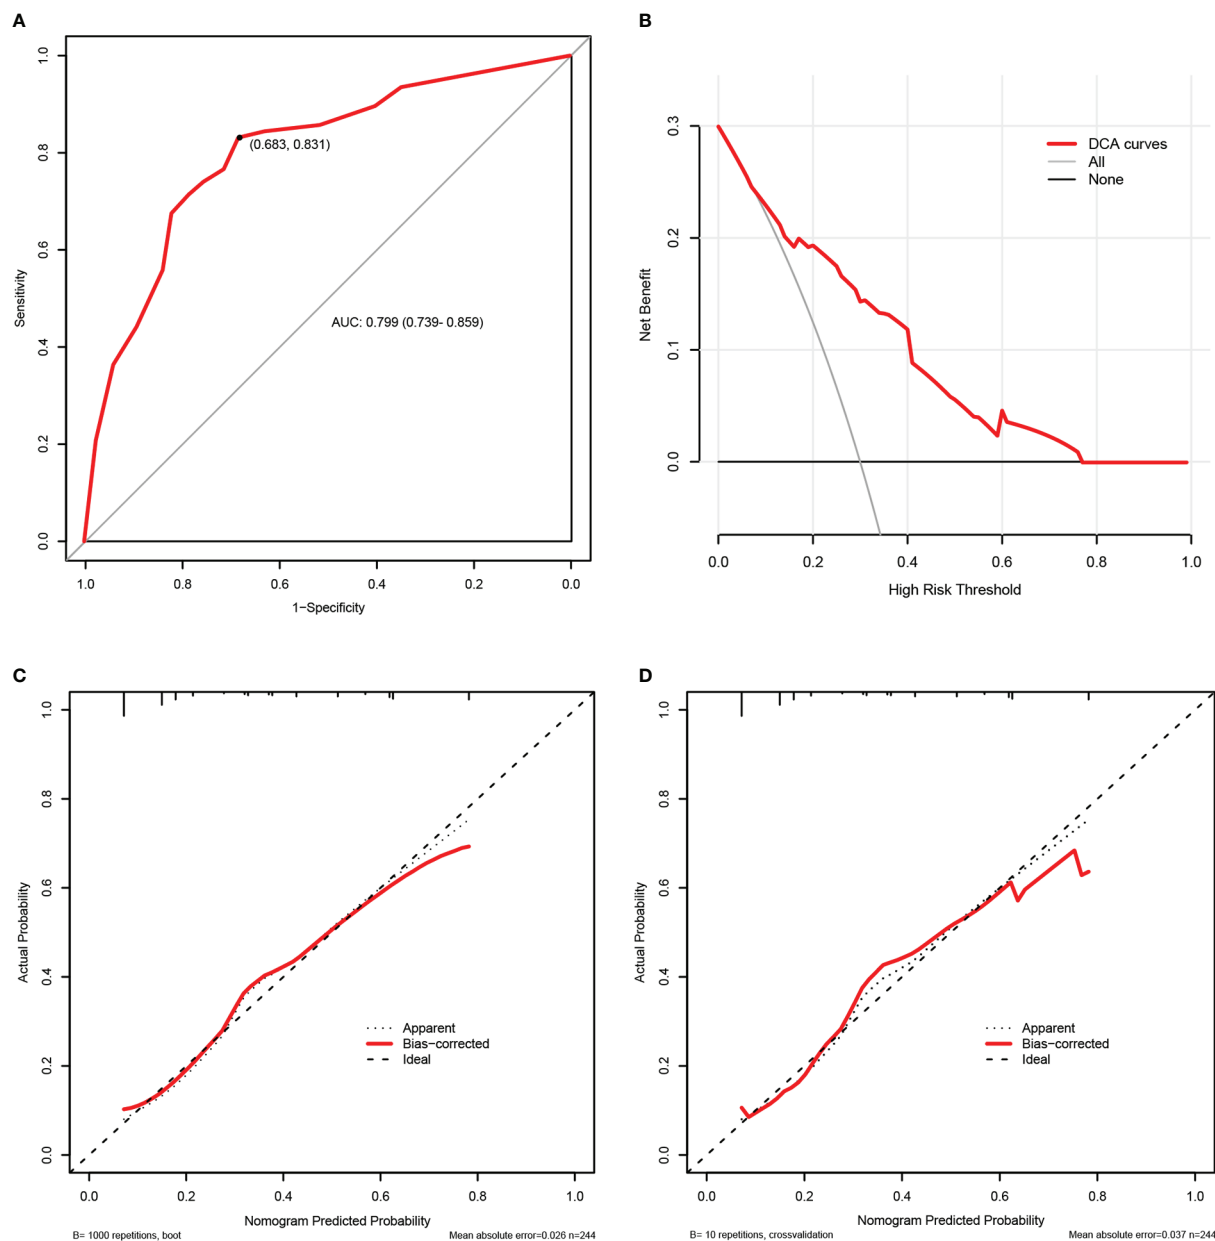 A
1.0
0.8
0.6
0.4
0.2
0.0
Sensitivity
(0.683, 0.831)
AUC: 0.799 (0.739- 0.859)
1.0 0.8 0.6 0.4 0.2 0.0
1−Specificity
B
0.3
0.2
0.1
0.0
Net Benefit
DCA curves
All
None
0.0 0.2 0.4 0.6 0.8 1.0
High Risk Threshold
C
1.0
0.8
0.6
0.4
0.2
0.0
Actual Probability
Apparent
Bias−corrected
Ideal
0.0 0.2 0.4 0.6 0.8 1.0
Nomogram Predicted Probability
B= 1000 repetitions, boot
Mean absolute error=0.026 n=244
D
1.0
0.8
0.6
0.4
0.2
0.0
Actual Probability
Apparent
Bias−corrected
Ideal
0.0 0.2 0.4 0.6 0.8 1.0
Nomogram Predicted Probability
B= 10 repetitions, crossvalidation
Mean absolute error=0.037 n=244